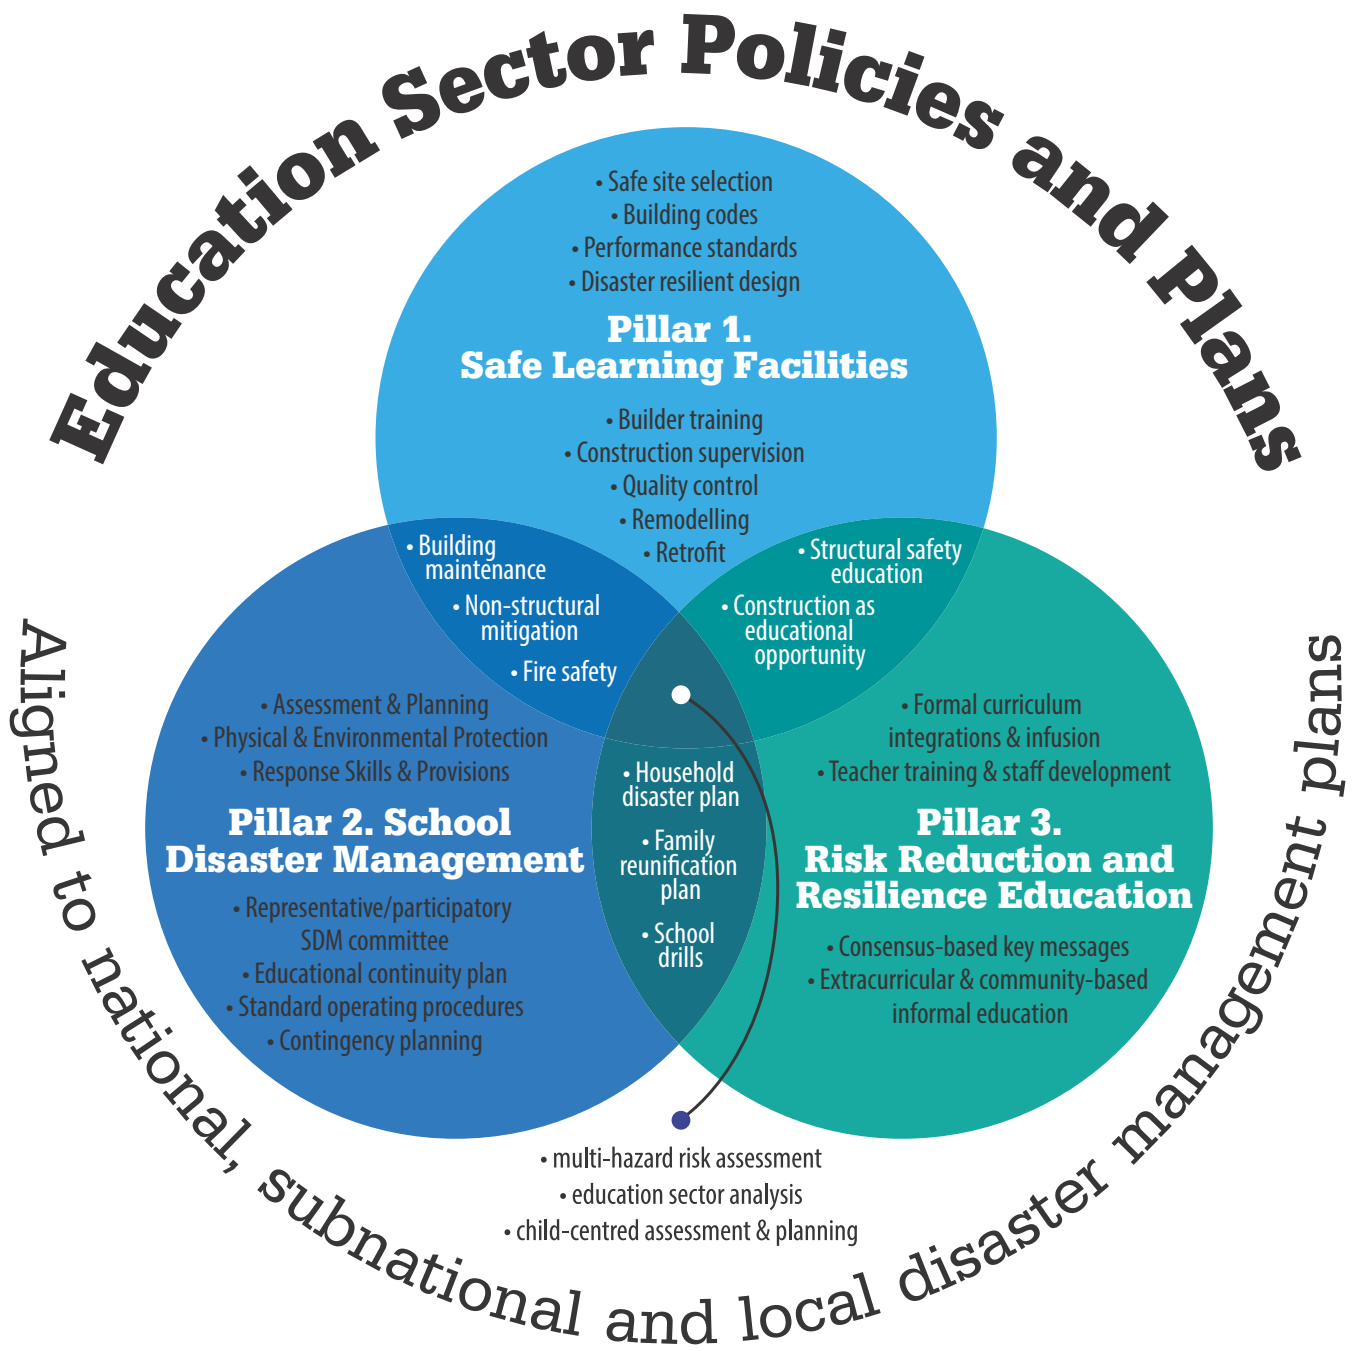 Education Sector Policies and Plans
• Safe site selection
• Building codes
• Performance standards
• Disaster resilient design
Pillar 1.
Safe Learning Facilities
• Builder training
• Construction supervision
• Quality control
• Remodelling
• Retrofit
• Building
maintenance
• Non-structural
mitigation
• Fire safety
• Structural safety
education
• Construction as
educational
opportunity
• Assessment & Planning
• Physical & Environmental Protection
• Response Skills & Provisions
Pillar 2. School
Disaster Management
• Representative/participatory
SDM committee
• Educational continuity plan
• Standard operating procedures
• Contingency planning
• Household
disaster plan
• Family
reunification
plan
• School
drills
• Formal curriculum
integrations & infusion
• Teacher training & staff development
Pillar 3.
Risk Reduction and
Resilience Education
• Consensus-based key messages
• Extracurricular & community-based
informal education
• multi-hazard risk assessment
• education sector analysis
• child-centred assessment & planning
Aligned to national, subnational and local disaster management plans